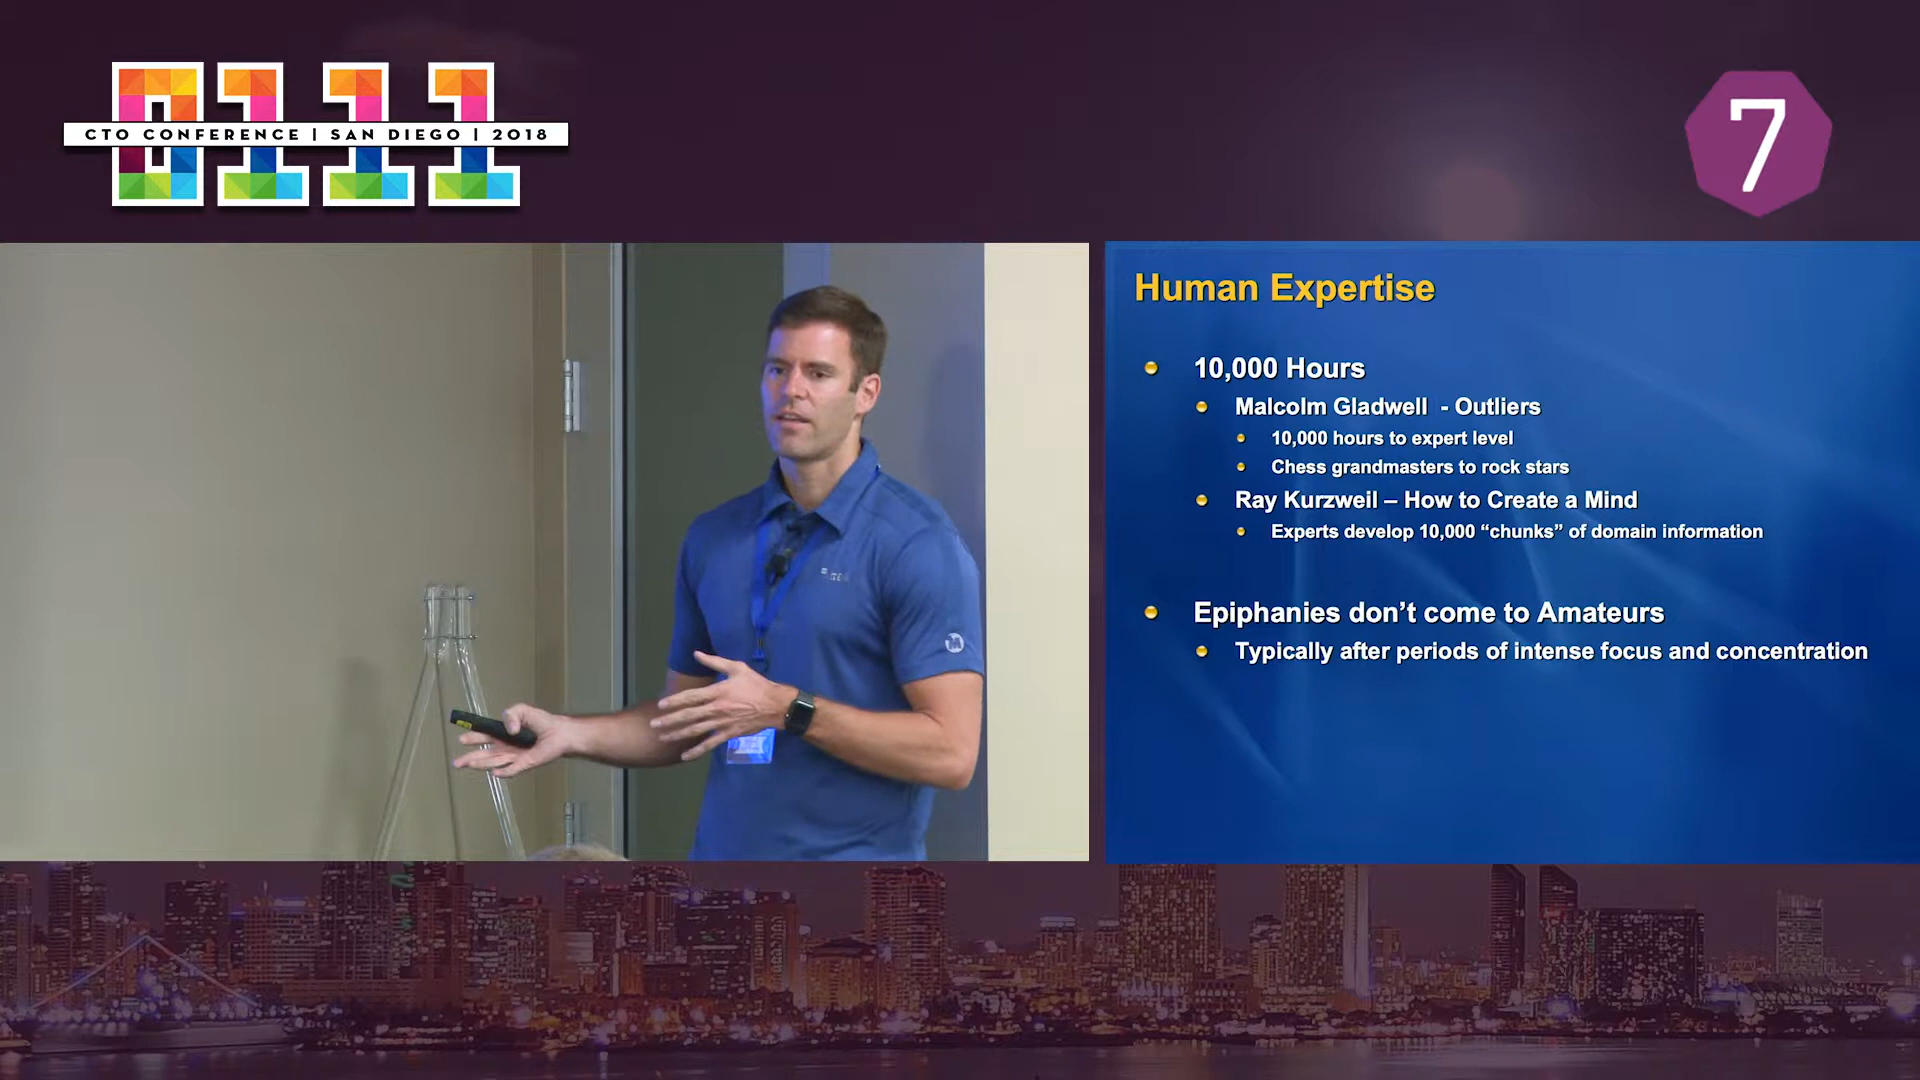 0111
CTO CONFERENCE | SAN DIEGO | 2018
7
Human Expertise
10,000 Hours
Malcolm Gladwell - Outliers
10,000 hours to expert level
Chess grandmasters to rock stars
Ray Kurzweil – How to Create a Mind
Experts develop 10,000 “chunks” of domain information
Epiphanies don’t come to Amateurs
Typically after periods of intense focus and concentration